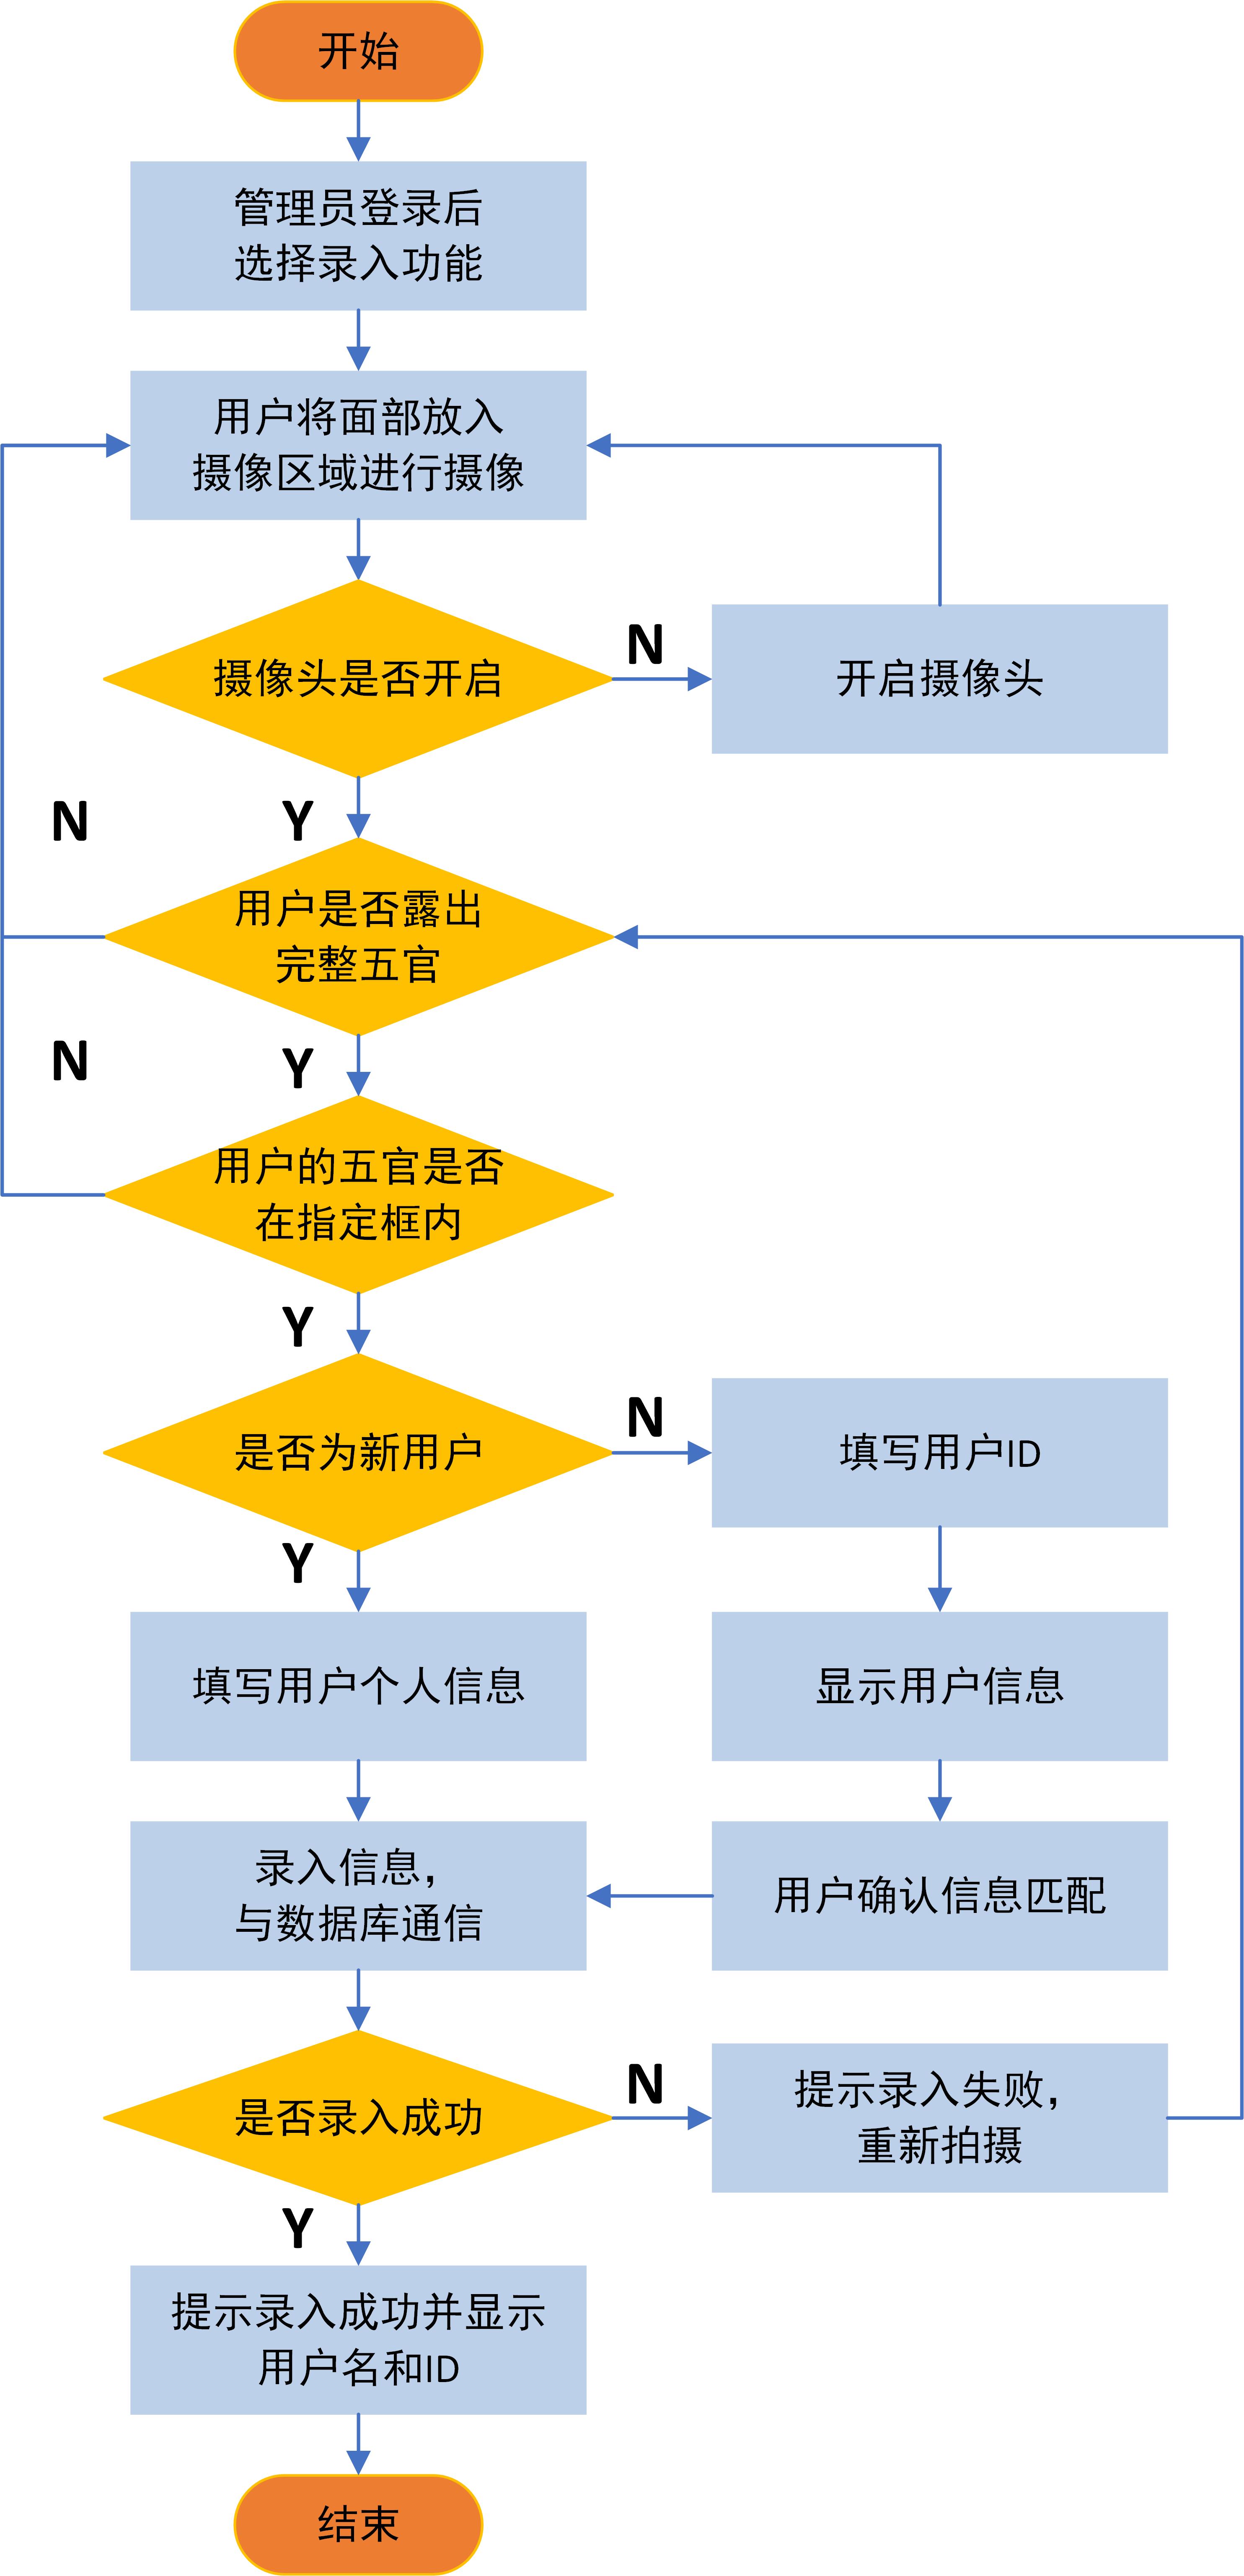 开始
管理员登录后
选择录入功能
用户将面部放入
摄像区域进行摄像
摄像头是否开启
N
开启摄像头
N
Y
用户是否露出
完整五官
N
Y
用户的五官是否
在指定框内
Y
是否为新用户
N
填写用户ID
Y
填写用户个人信息
显示用户信息
录入信息,
与数据库通信
用户确认信息匹配
是否录入成功
N
提示录入失败,
重新拍摄
Y
提示录入成功并显示
用户名和ID
结束